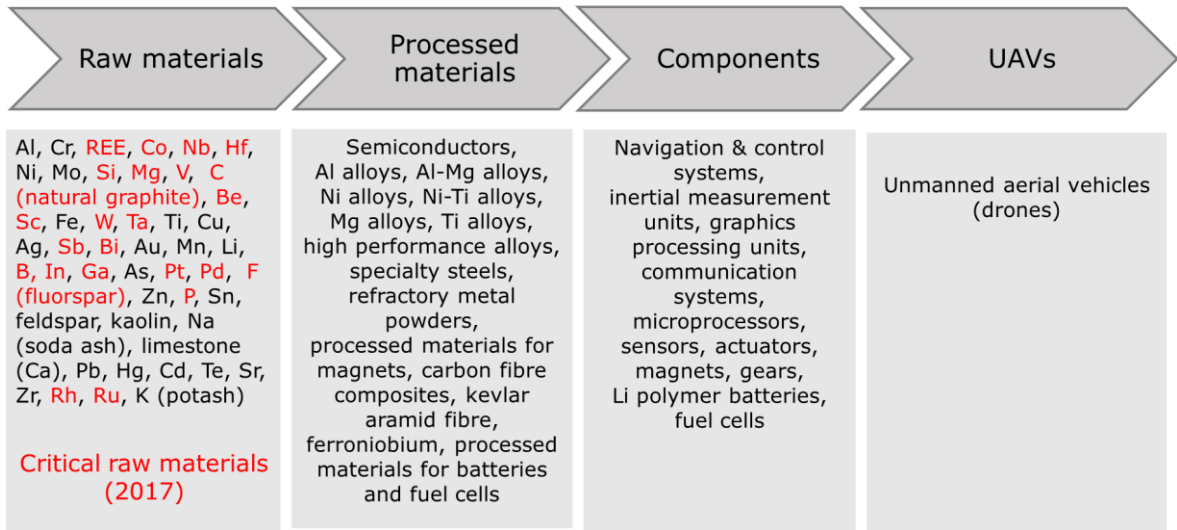 Raw materials
Processed
materials
Components
UAVs
Al, Cr, REE, Co, Nb, Hf,
Ni, Mo, Si, Mg, V, C
(natural graphite), Be,
Sc, Fe, W, Ta, Ti, Cu,
Ag, Sb, Bi, Au, Mn, Li,
B, In, Ga, As, Pt, Pd, F
(fluorspar), Zn, P, Sn,
feldspar, kaolin, Na
(soda ash), limestone
(Ca), Pb, Hg, Cd, Te, Sr,
Zr, Rh, Ru, K (potash)
Critical raw materials
(2017)
Semiconductors,
Al alloys, Al-Mg alloys,
Ni alloys, Ni-Ti alloys,
Mg alloys, Ti alloys,
high performance alloys,
specialty steels,
refractory metal
powders,
processed materials for
magnets, carbon fibre
composites, kevlar
aramid fibre,
ferroniobium, processed
materials for batteries
and fuel cells
Navigation & control
systems,
inertial measurement
units, graphics
processing units,
communication
systems,
microprocessors,
sensors, actuators,
magnets, gears,
Li polymer batteries,
fuel cells
Unmanned aerial vehicles
(drones)